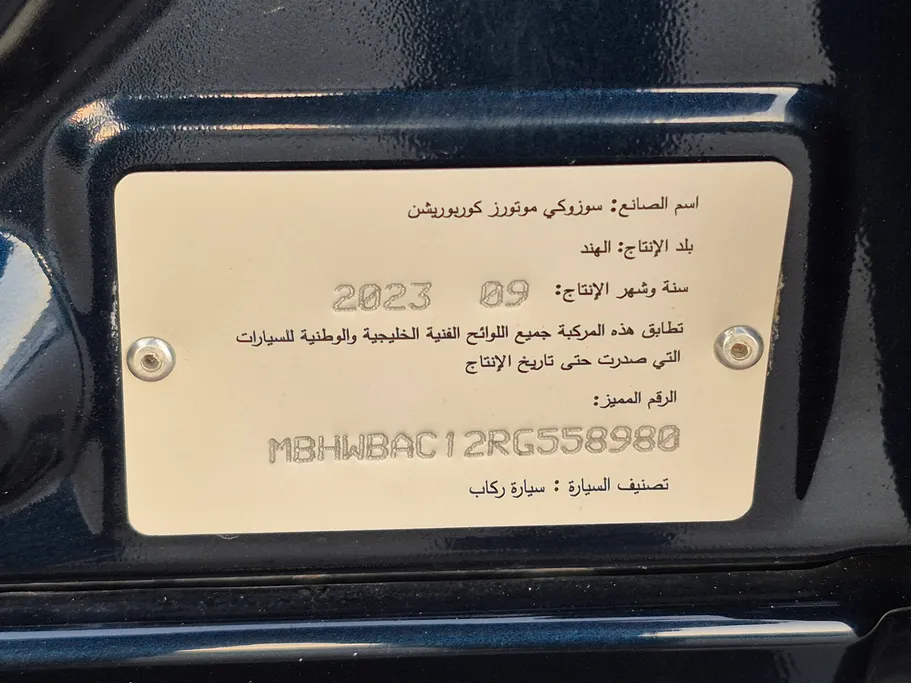 اسم الصانع: سوزوكي موتورز كوربوريشن
بلد الإنتاج: الهند
سنة وشهر الإنتاج: 09 2023
تطابق هذه المركبة جميع اللوائح الفنية الخليجية والوطنية للسيارات
التي صدرت حتى تاريخ الإنتاج
الرقم المميز:
MBHWBAC12RG558980
تصنيف السيارة : سيارة ركاب